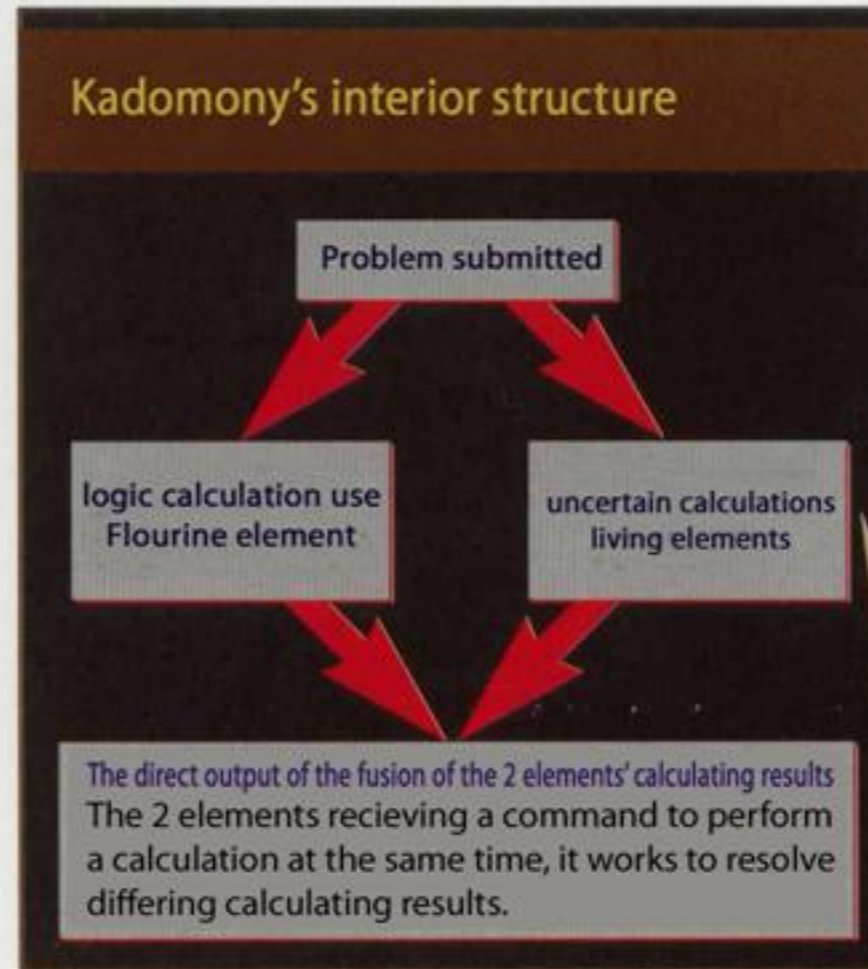 Kadomony's interior structure
Problem submitted
logic calculation use
Flourine element
uncertain calculations
living elements
The direct output of the fusion of the 2 elements' calculating results
The 2 elements recieving a command to perform
a calculation at the same time, it works to resolve
differing calculating results.